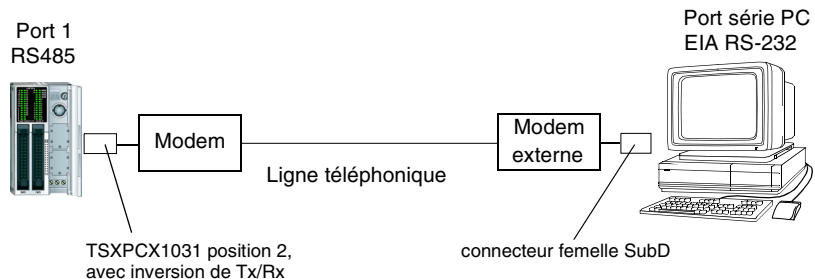 Port 1
RS485
Port série PC
EIA RS-232
Modem
Modem
externe
Ligne téléphonique
TSXPCX1031 position 2,
avec inversion de Tx/Rx
connecteur femelle SubD